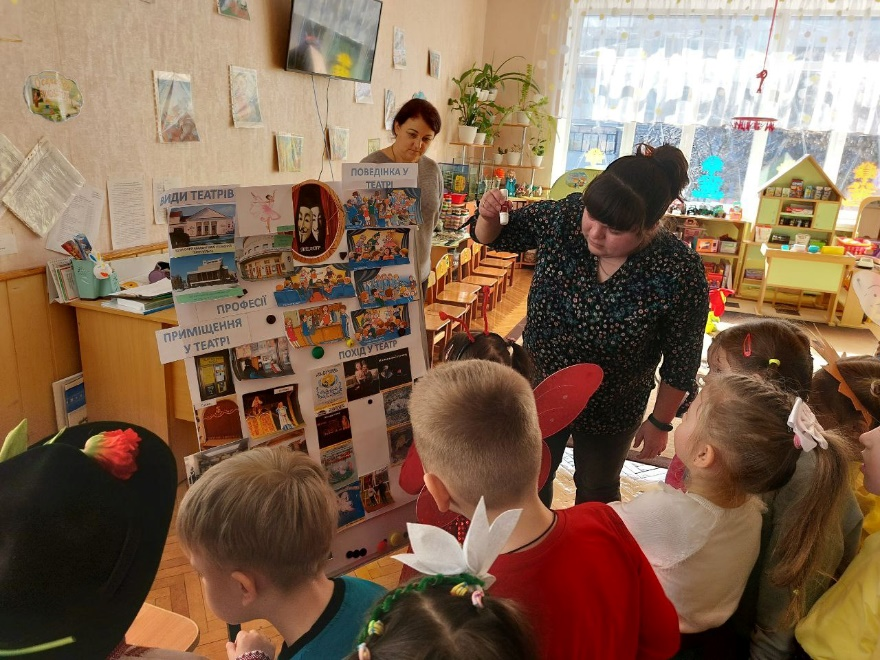 ВИДИ ТЕАТРІВ
ПОВЕДІНКА У
ТЕАТРІ
ПРОФЕСІЇ
ПРИМІЩЕННЯ
У ТЕАТРІ
ПОХІД У ТЕАТР